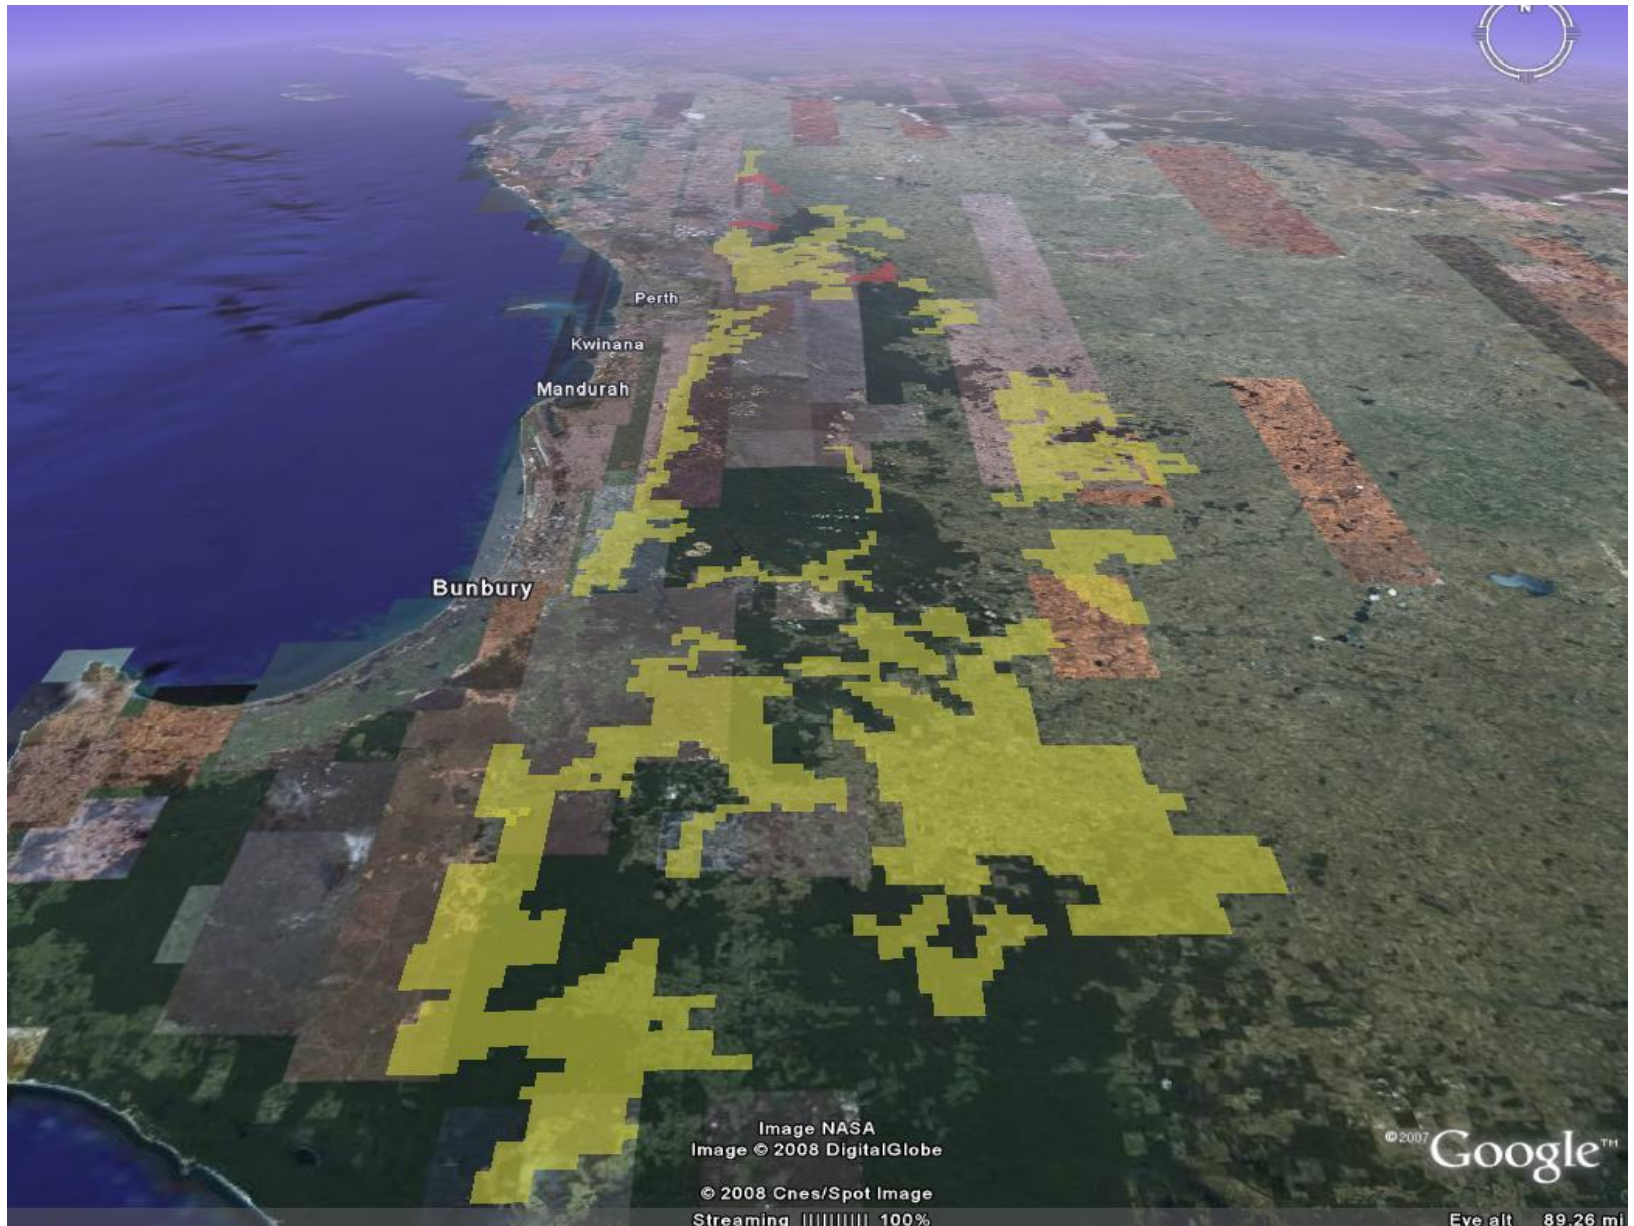 N
Perth
Kwinana
Mandurah
Bunbury
Image NASA
Image © 2008 DigitalGlobe
© 2008 Cnes/Spot Image
©2007 Google™
Streaming |||||||||| 100%
Eye alt 89.26 mi